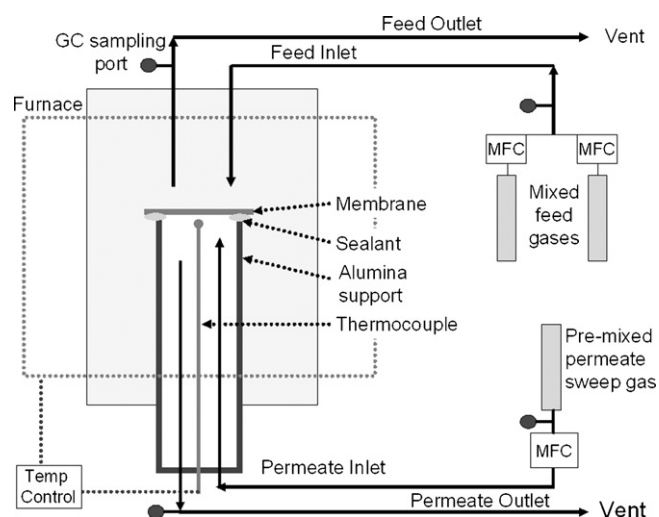 Feed Outlet
Vent
GC sampling
port
Feed Inlet
Furnace
MFC
MFC
Mixed
feed
gases
Membrane
Sealant
Alumina
support
Thermocouple
Pre-mixed
permeate
sweep gas
MFC
Temp
Control
Permeate Inlet
Permeate Outlet
Vent